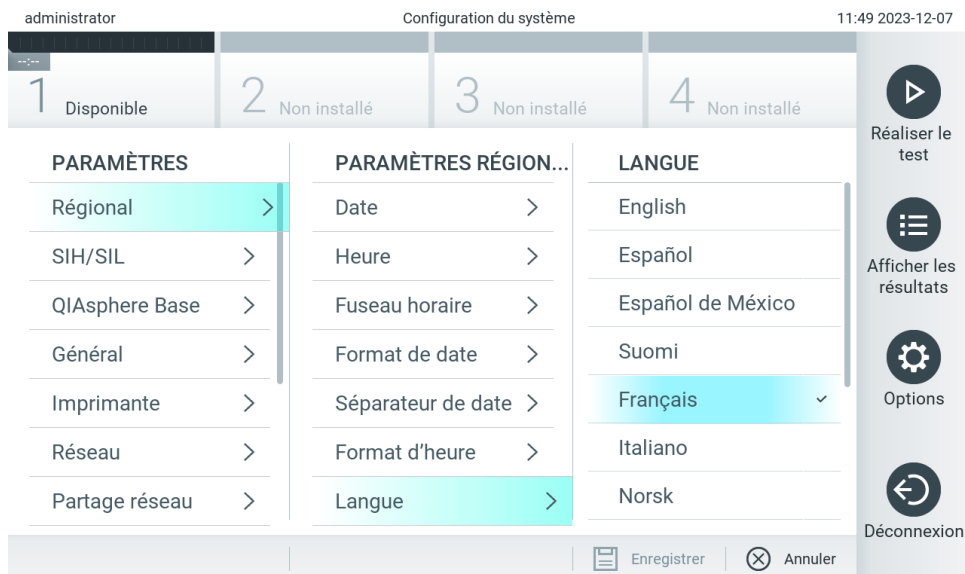 administrator
Configuration du système
11:49 2023-12-07
--:--
1 Disponible
2 Non installé
3 Non installé
4 Non installé
PARAMÈTRES
Régional
SIH/SIL
QIAsphere Base
Général
Imprimante
Réseau
Partage réseau
PARAMÈTRES RÉGION...
Date
Heure
Fuseau horaire
Format de date
Séparateur de date
Format d'heure
Langue
LANGUE
English
Español
Español de México
Suomi
Français
Italiano
Norsk
Réaliser le
test
Afficher les
résultats
Options
Déconnexion
Enregistrer
Annuler